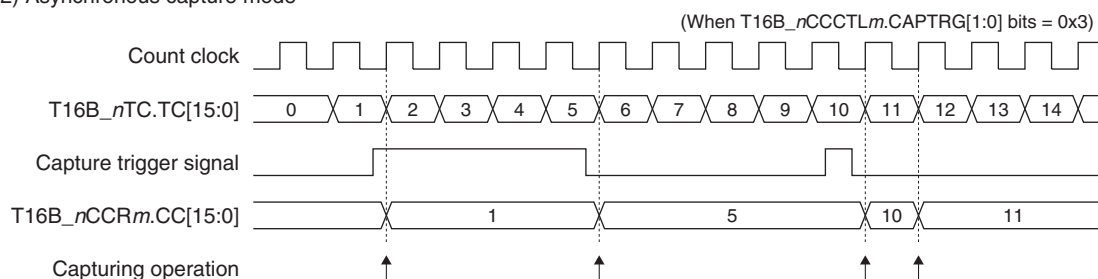 2) Asynchronous capture mode
(When T16B_nCCCTLm.CAPTRG[1:0] bits = 0x3)
Count clock
T16B_nTC.TC[15:0] 0 1 2 3 4 5 6 7 8 9 10 11 12 13 14
Capture trigger signal
T16B_nCCRm.CC[15:0] 1 5 10 11
Capturing operation